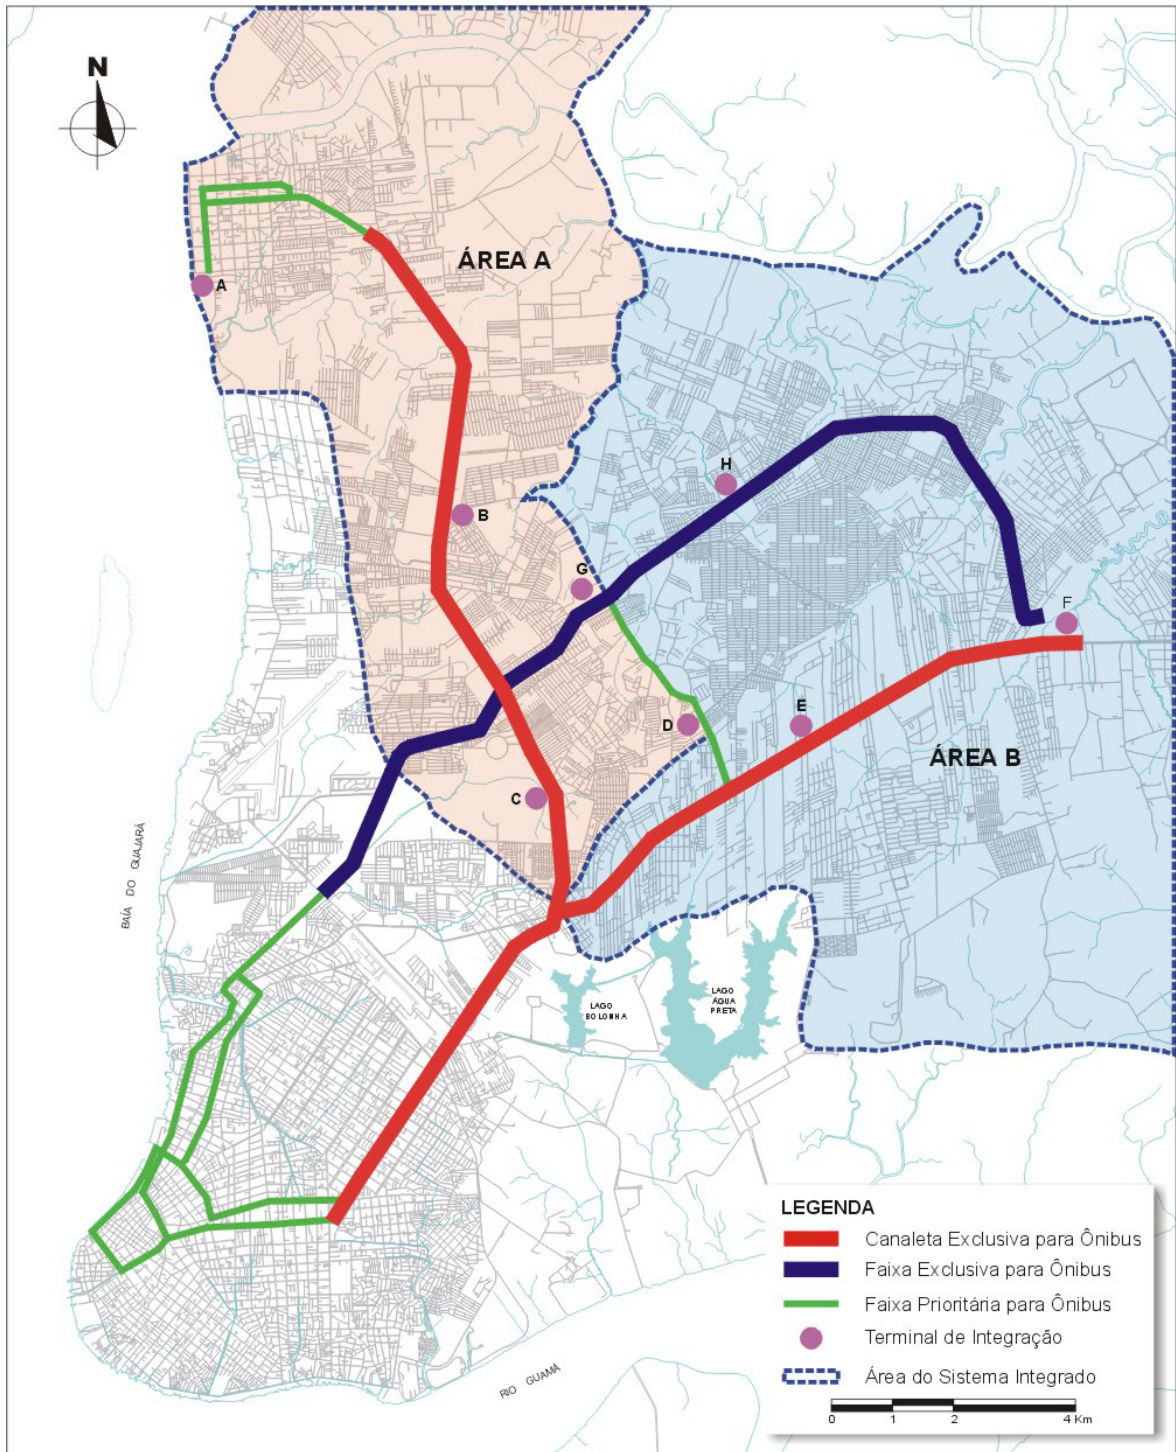 N
ÁREA A
A
H
B
G
F
D
E
ÁREA B
C
BAÍA DO GUAJARÁ
LAGO
BOLONHA
LAGO
ÁGUA
PRETA
RIO GUAMÁ
LEGENDA
Canaleta Exclusiva para Ônibus
Faixa Exclusiva para Ônibus
Faixa Prioritária para Ônibus
Terminal de Integração
Área do Sistema Integrado
0 1 2 4 Km